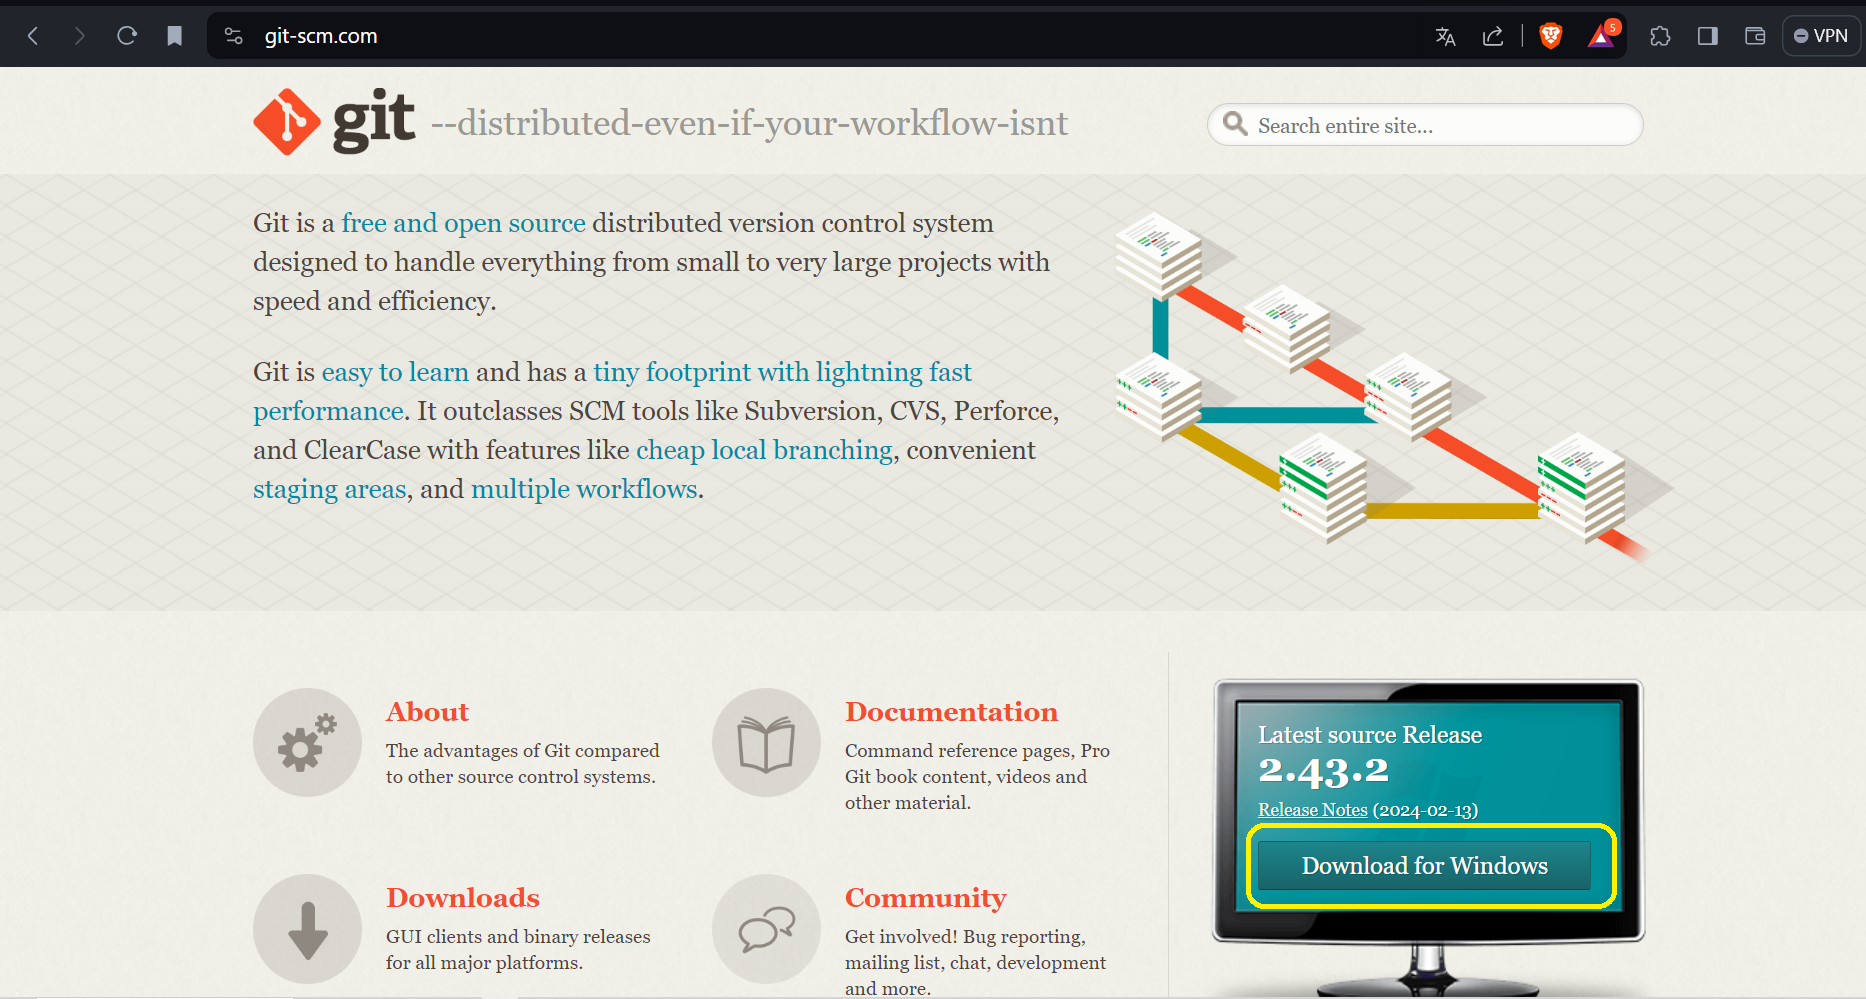 git-scm.com
5
VPN
git --distributed-even-if-your-workflow-isnt
Search entire site...
Git is a free and open source distributed version control system
designed to handle everything from small to very large projects with
speed and efficiency.
Git is easy to learn and has a tiny footprint with lightning fast
performance. It outclasses SCM tools like Subversion, CVS, Perforce,
and ClearCase with features like cheap local branching, convenient
staging areas, and multiple workflows.
About
The advantages of Git compared
to other source control systems.
Documentation
Command reference pages, Pro
Git book content, videos and
other material.
Downloads
GUI clients and binary releases
for all major platforms.
Community
Get involved! Bug reporting,
mailing list, chat, development
and more.
Latest source Release
2.43.2
Release Notes (2024-02-13)
Download for Windows